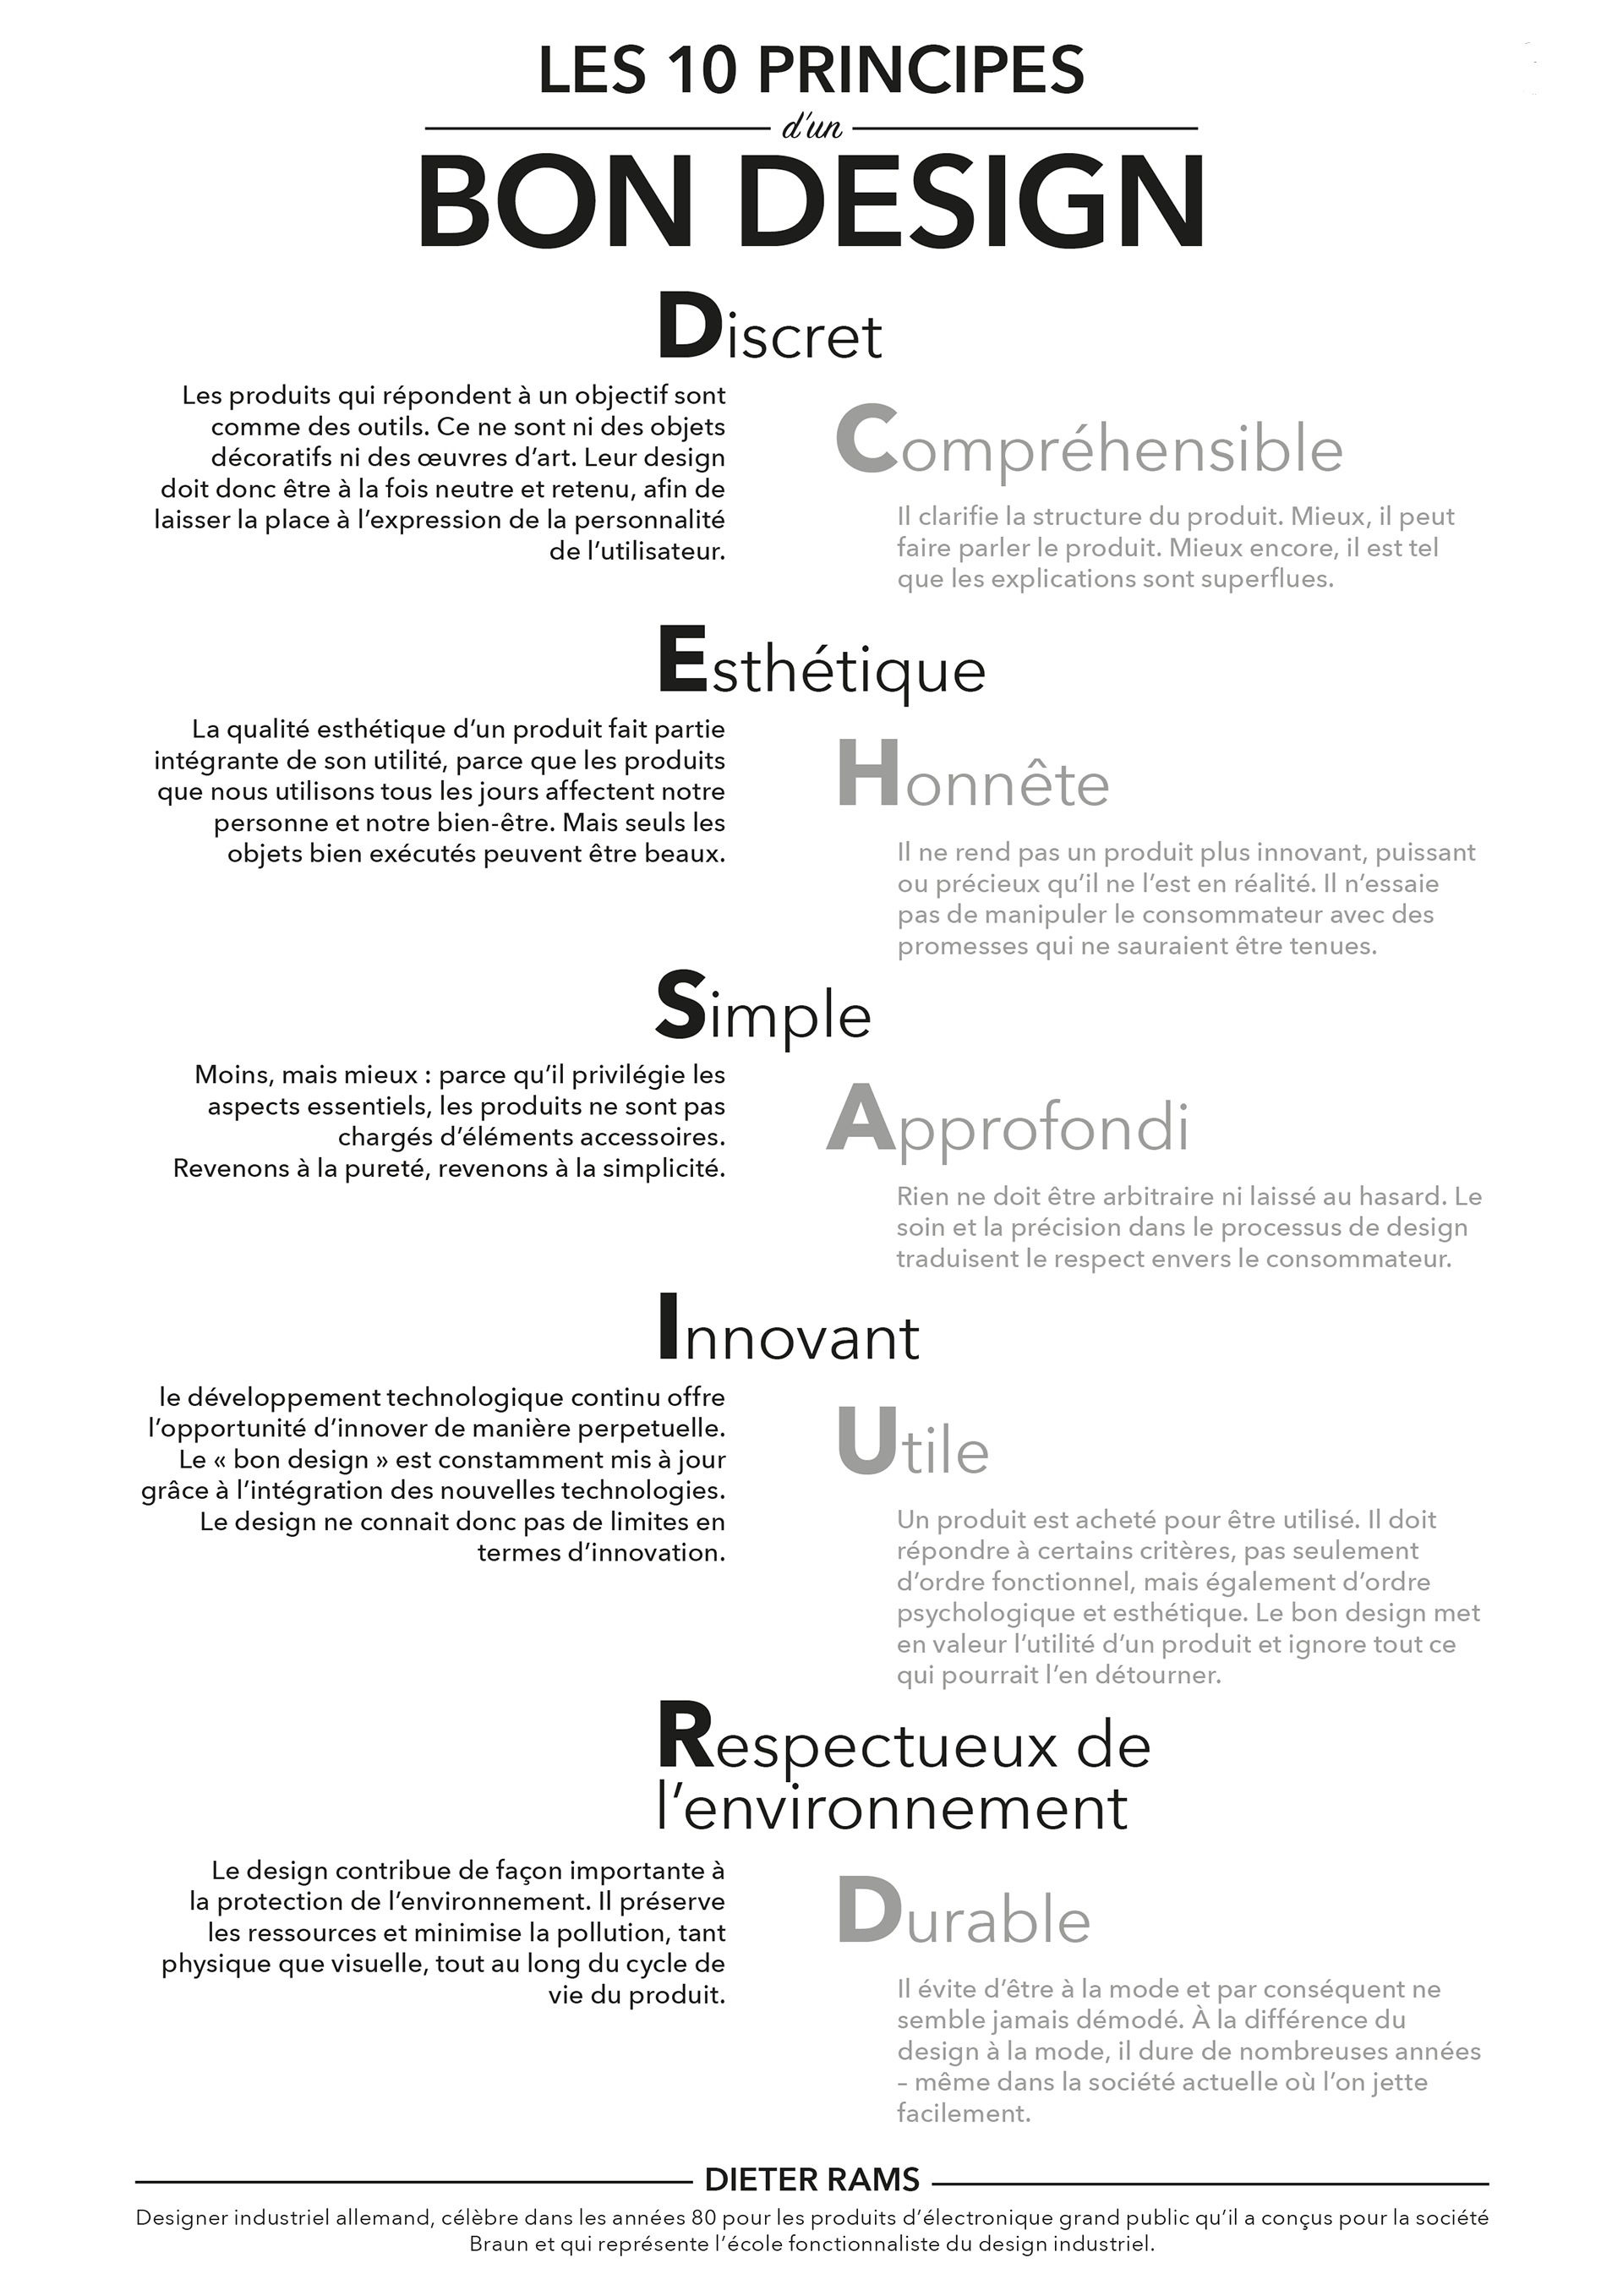 LES 10 PRINCIPES
d'un
BON DESIGN
Discret
Les produits qui répondent à un objectif sont
comme des outils. Ce ne sont ni des objets
décoratifs ni des œuvres d’art. Leur design
doit donc être à la fois neutre et retenu, afin de
laisser la place à l’expression de la personnalité
de l’utilisateur.
Compréhensible
Il clarifie la structure du produit. Mieux, il peut
faire parler le produit. Mieux encore, il est tel
que les explications sont superflues.
Esthétique
La qualité esthétique d’un produit fait partie
intégrante de son utilité, parce que les produits
que nous utilisons tous les jours affectent notre
personne et notre bien-être. Mais seuls les
objets bien exécutés peuvent être beaux.
Honnête
Il ne rend pas un produit plus innovant, puissant
ou précieux qu’il ne l’est en réalité. Il n’essaie
pas de manipuler le consommateur avec des
promesses qui ne sauraient être tenues.
Simple
Moins, mais mieux : parce qu’il privilégie les
aspects essentiels, les produits ne sont pas
chargés d’éléments accessoires.
Revenons à la pureté, revenons à la simplicité.
Approfondi
Rien ne doit être arbitraire ni laissé au hasard. Le
soin et la précision dans le processus de design
traduisent le respect envers le consommateur.
Innovant
le développement technologique continu offre
l’opportunité d’innover de manière perpetuelle.
Le « bon design » est constamment mis à jour
grâce à l’intégration des nouvelles technologies.
Le design ne connait donc pas de limites en
termes d’innovation.
Utile
Un produit est acheté pour être utilisé. Il doit
répondre à certains critères, pas seulement
d’ordre fonctionnel, mais également d’ordre
psychologique et esthétique. Le bon design met
en valeur l’utilité d’un produit et ignore tout ce
qui pourrait l’en détourner.
Respectueux de
l’environnement
Le design contribue de façon importante à
la protection de l’environnement. Il préserve
les ressources et minimise la pollution, tant
physique que visuelle, tout au long du cycle de
vie du produit.
Durable
Il évite d’être à la mode et par conséquent ne
semble jamais démodé. À la différence du
design à la mode, il dure de nombreuses années
– même dans la société actuelle où l’on jette
facilement.
DIETER RAMS
Designer industriel allemand, célèbre dans les années 80 pour les produits d’électronique grand public qu’il a conçus pour la société
Braun et qui représente l’école fonctionnaliste du design industriel.